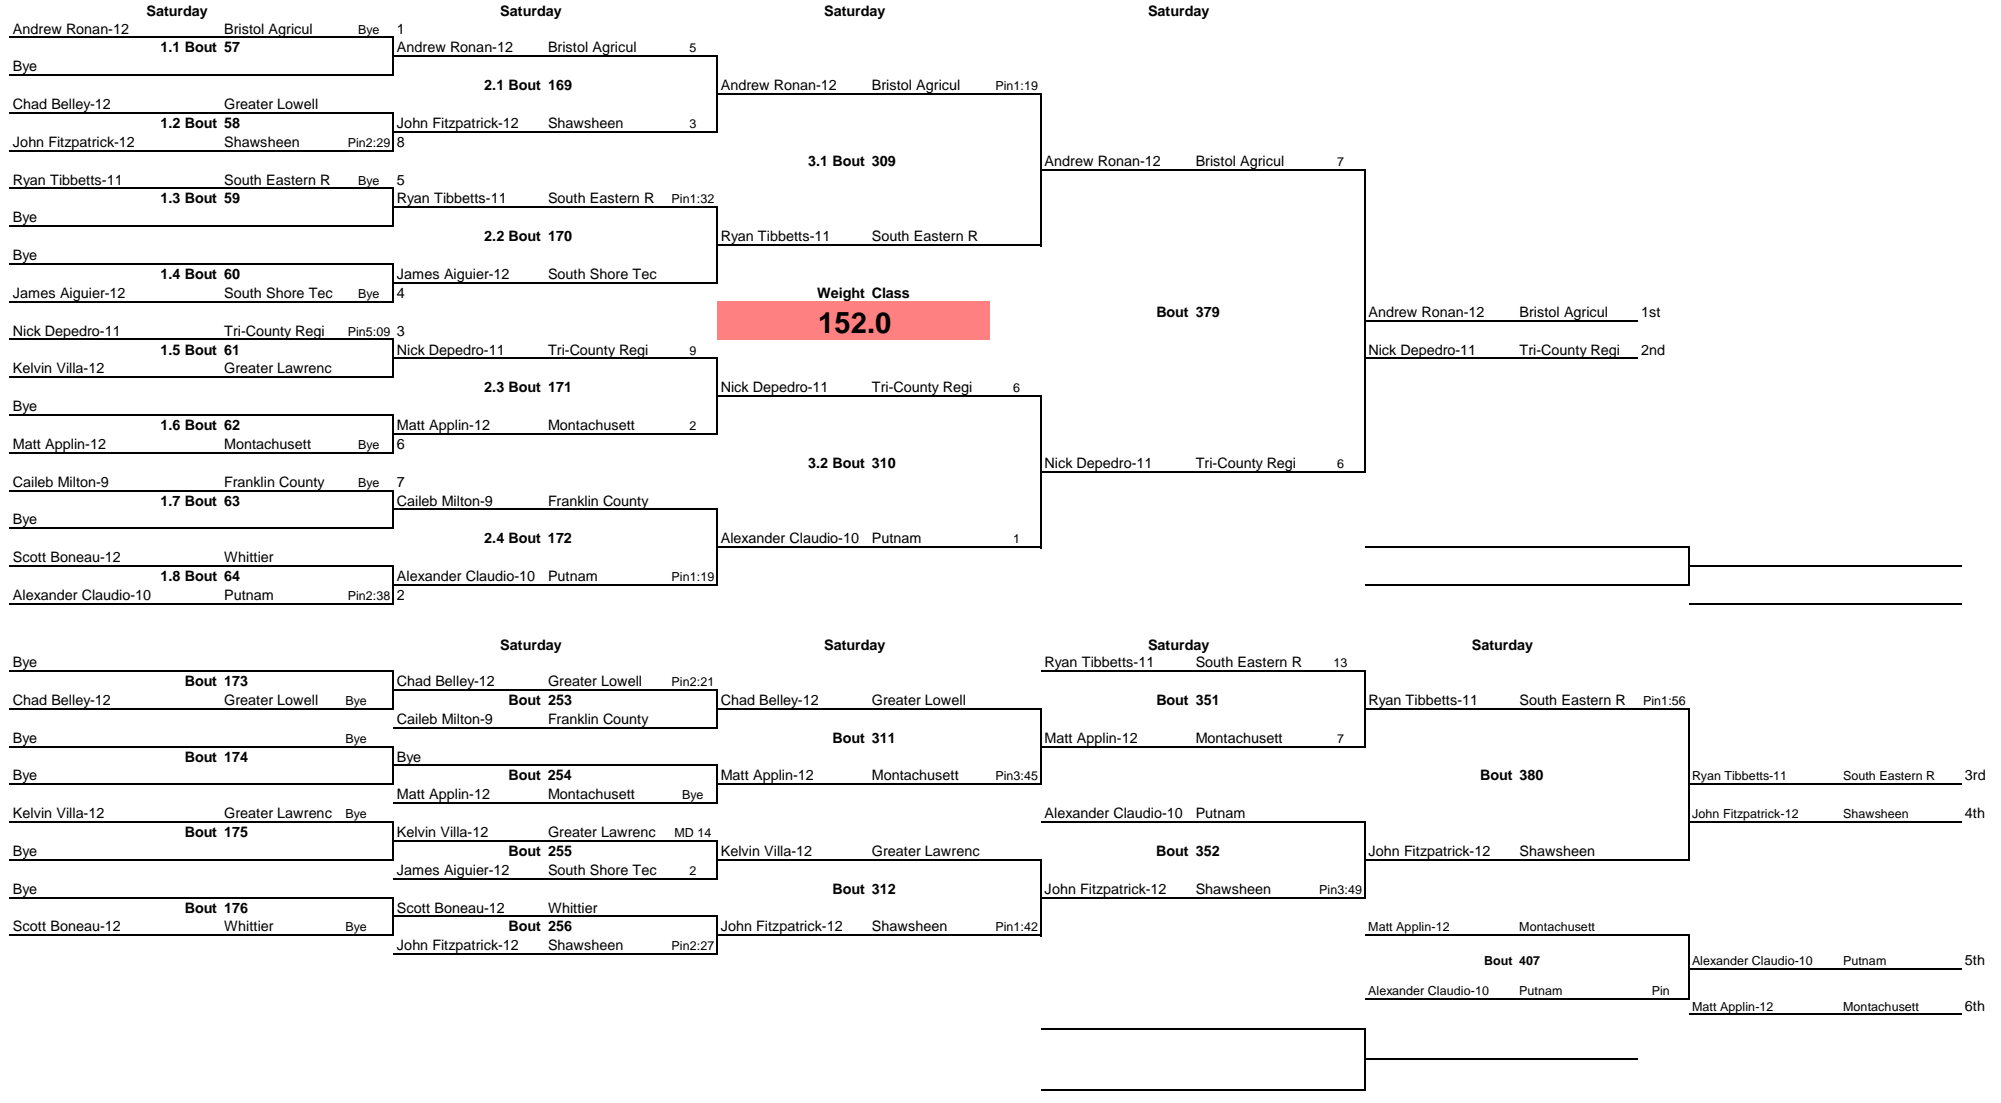 Saturday Saturday Saturday Saturday
Andrew Ronan-12 Bristol Agricul Bye 1
1.1 Bout 57 Andrew Ronan-12 Bristol Agricul 5
Bye
2.1 Bout 169 Andrew Ronan-12 Bristol Agricul Pin1:19
Chad Belley-12 Greater Lowell
1.2 Bout 58 John Fitzpatrick-12 Shawsheen 3
John Fitzpatrick-12 Shawsheen Pin2:29 8
3.1 Bout 309 Andrew Ronan-12 Bristol Agricul 7
Ryan Tibbetts-11 South Eastern R Bye 5
1.3 Bout 59 Ryan Tibbetts-11 South Eastern R Pin1:32
Bye
2.2 Bout 170 Ryan Tibbetts-11 South Eastern R
Bye
1.4 Bout 60 James Aiguier-12 South Shore Tec
James Aiguier-12 South Shore Tec Bye 4 Weight Class
152.0 Bout 379 Andrew Ronan-12 Bristol Agricul 1st
Nick Depedro-11 Tri-County Regi Pin5:09 3
1.5 Bout 61 Nick Depedro-11 Tri-County Regi 9 Nick Depedro-11 Tri-County Regi 2nd
Kelvin Villa-12 Greater Lawrenc
2.3 Bout 171 Nick Depedro-11 Tri-County Regi 6
Bye
1.6 Bout 62 Matt Applin-12 Montachusett 2
Matt Applin-12 Montachusett Bye 6
3.2 Bout 310 Nick Depedro-11 Tri-County Regi 6
Caileb Milton-9 Franklin County Bye 7
1.7 Bout 63 Caileb Milton-9 Franklin County
Bye
2.4 Bout 172 Alexander Claudio-10 Putnam 1
Scott Boneau-12 Whittier
1.8 Bout 64 Alexander Claudio-10 Putnam Pin1:19
Alexander Claudio-10 Putnam Pin2:38 2
Saturday Saturday Saturday Saturday
Bye Ryan Tibbetts-11 South Eastern R 13
Bout 173 Chad Belley-12 Greater Lowell Pin2:21
Chad Belley-12 Greater Lowell Bye Bout 253 Chad Belley-12 Greater Lowell Bout 351 Ryan Tibbetts-11 South Eastern R Pin1:56
Caileb Milton-9 Franklin County
Bye Bye Bout 311 Matt Applin-12 Montachusett 7
Bout 174 Bye
Bye Bout 254 Matt Applin-12 Montachusett Pin3:45 Bout 380 Ryan Tibbetts-11 South Eastern R 3rd
Matt Applin-12 Montachusett Bye
Kelvin Villa-12 Greater Lawrenc Bye Alexander Claudio-10 Putnam John Fitzpatrick-12 Shawsheen 4th
Bout 175 Kelvin Villa-12 Greater Lawrenc MD 14
Bye Bout 255 Kelvin Villa-12 Greater Lawrenc Bout 352 John Fitzpatrick-12 Shawsheen
James Aiguier-12 South Shore Tec 2
Bye Bout 312 John Fitzpatrick-12 Shawsheen Pin3:49
Bout 176 Scott Boneau-12 Whittier
Scott Boneau-12 Whittier Bye Bout 256 John Fitzpatrick-12 Shawsheen Pin1:42 Matt Applin-12 Montachusett
John Fitzpatrick-12 Shawsheen Pin2:27
Bout 407 Alexander Claudio-10 Putnam 5th
Alexander Claudio-10 Putnam Pin
Matt Applin-12 Montachusett 6th